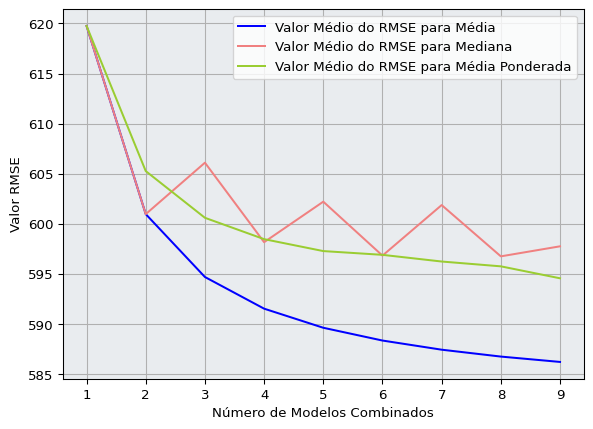 620
615
610
605
600
595
590
585
Valor RMSE
Valor Médio do RMSE para Média
Valor Médio do RMSE para Mediana
Valor Médio do RMSE para Média Ponderada
1 2 3 4 5 6 7 8 9
Número de Modelos Combinados